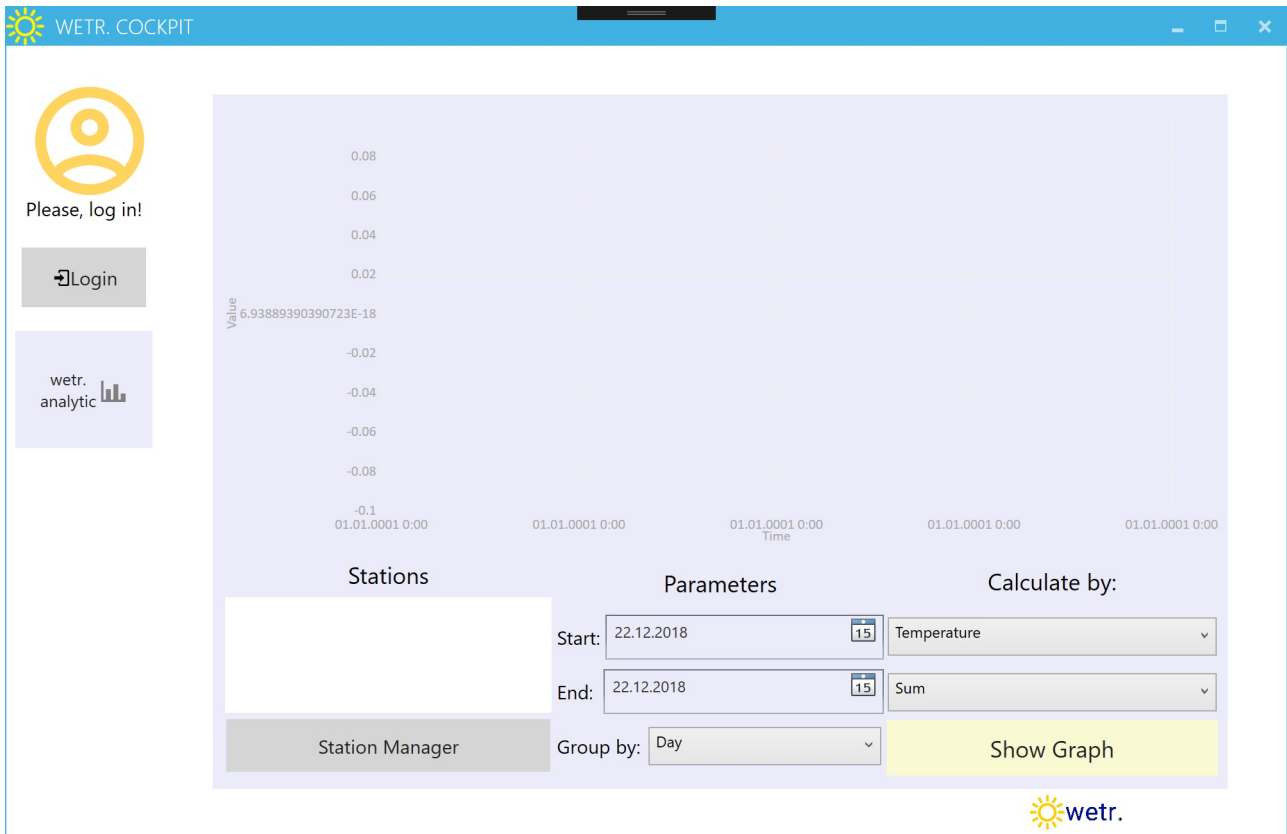 WETR. COCKPIT
Please, log in!
Login
wetr.
analytic
0.08
0.06
0.04
0.02
6.93889390390723E-18
-0.02
-0.04
-0.06
-0.08
-0.1
Value
01.01.0001 0:00 01.01.0001 0:00 01.01.0001 0:00 01.01.0001 0:00 01.01.0001 0:00
Time
Stations
Parameters
Calculate by:
Start: 22.12.2018 15
Temperature
End: 22.12.2018 15
Sum
Station Manager
Group by: Day
Show Graph
wetr.